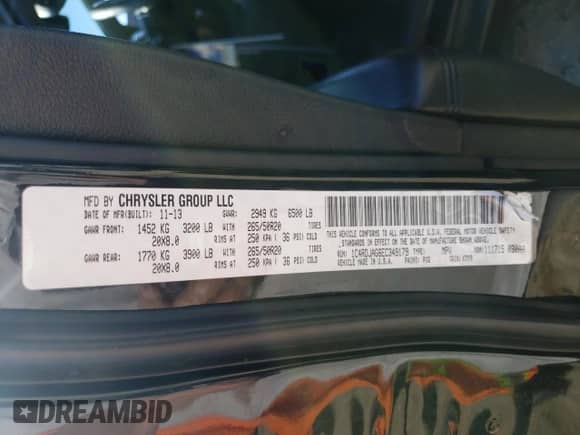 MFD BY CHRYSLER GROUP LLC
DATE OF MFR(BUILT): 11-13 GVWR: 2949 KG 6500 LB
GAWR FRONT: 1452 KG 3200 LB 265/50R20 TIRES
20X8.0 RIMS AT 250 KPA ( 36 PSI) COLD
GAWR REAR: 1770 KG 3900 LB 265/50R20 TIRES
20X8.0 RIMS AT 250 KPA ( 36 PSI) COLD
THIS VEHICLE CONFORMS TO ALL APPLICABLE U.S.A. FEDERAL MOTOR VEHICLE SAFETY
STANDARDS IN EFFECT ON THE DATE OF MANUFACTURE SHOWN ABOVE.
TYPE: MPV
MADE IN U.S.A.
DREAMBID